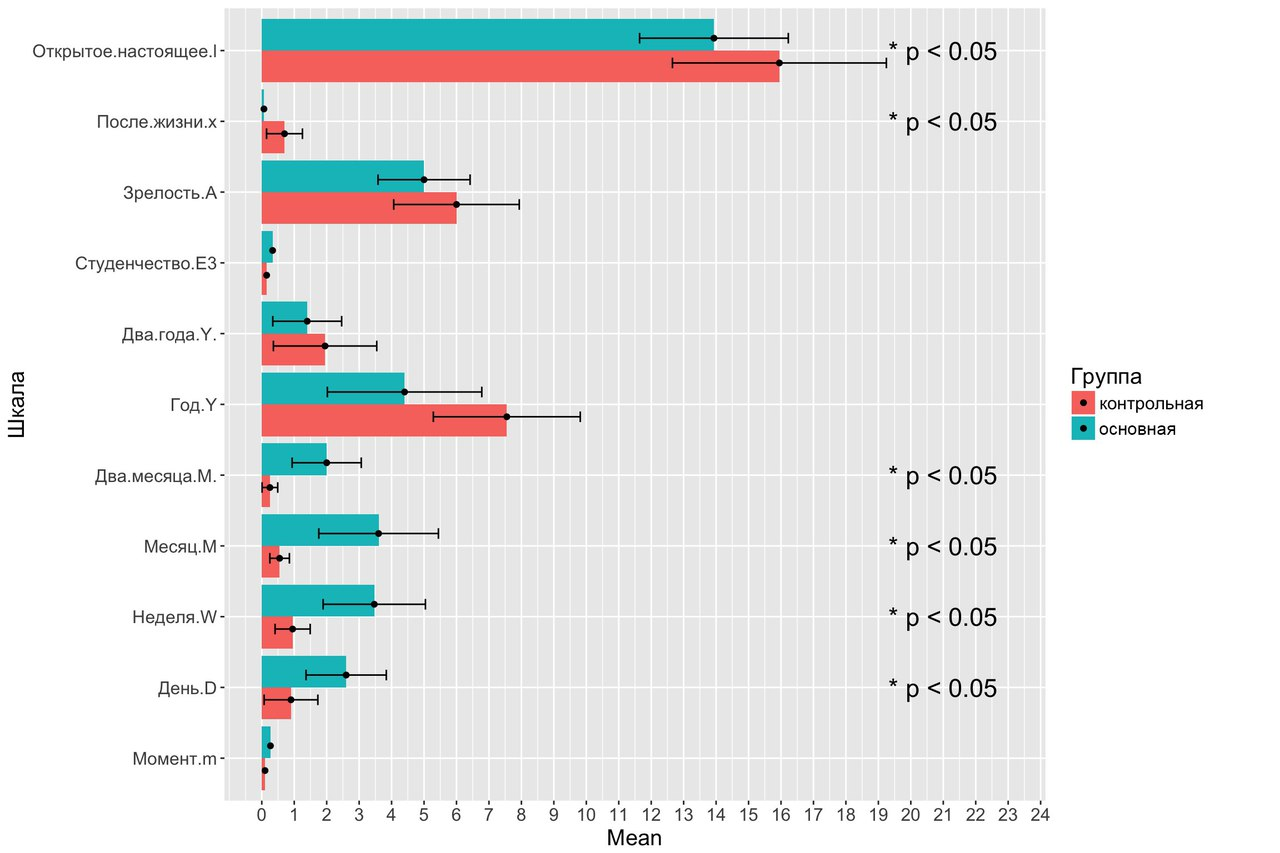 Открытое.настоящее.l
* p < 0.05
После.жизни.x
* p < 0.05
Зрелость.A
Студенчество.E3
Два.года.Y.
Год.Y
Два.месяца.M.
* p < 0.05
Месяц.M
* p < 0.05
Неделя.W
* p < 0.05
День.D
* p < 0.05
Момент.m
Шкала
0 1 2 3 4 5 6 7 8 9 10 11 12 13 14 15 16 17 18 19 20 21 22 23 24
Mean
Группа
контрольная
основная